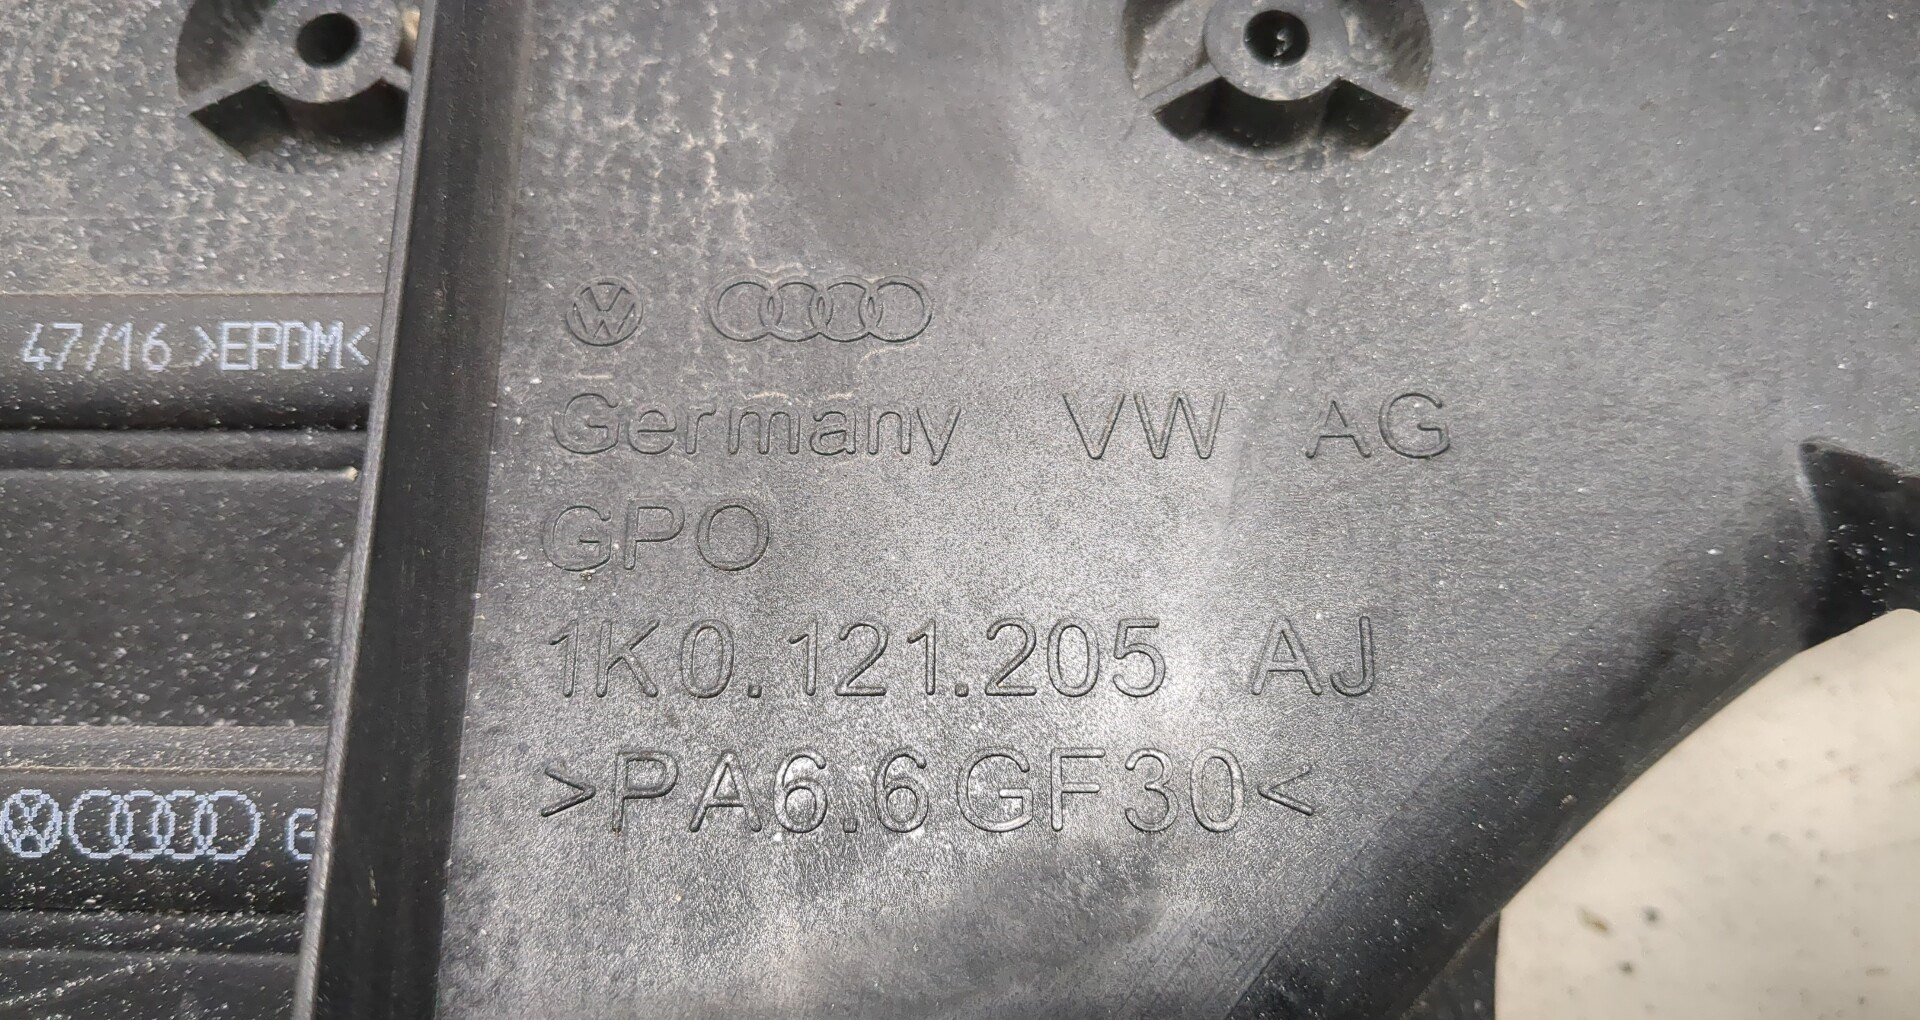 47/16 >EPDM<
Germany VW AG
GPO
1K0.121.205 AJ
>PA6.6GF30<